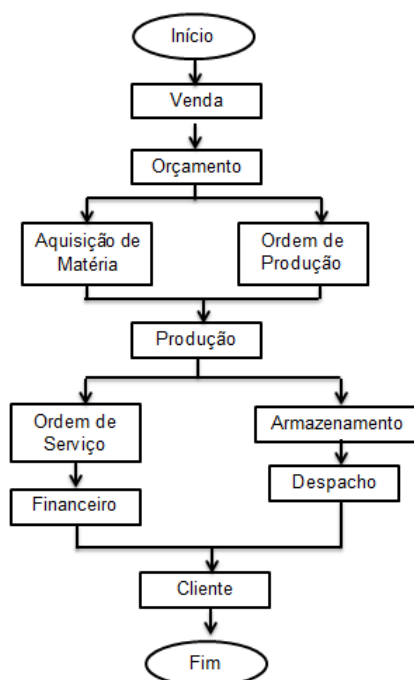 Início
Venda
Orçamento
Aquisição de
Matéria
Ordem de
Produção
Produção
Ordem de
Serviço
Armazenamento
Financeiro
Despacho
Cliente
Fim